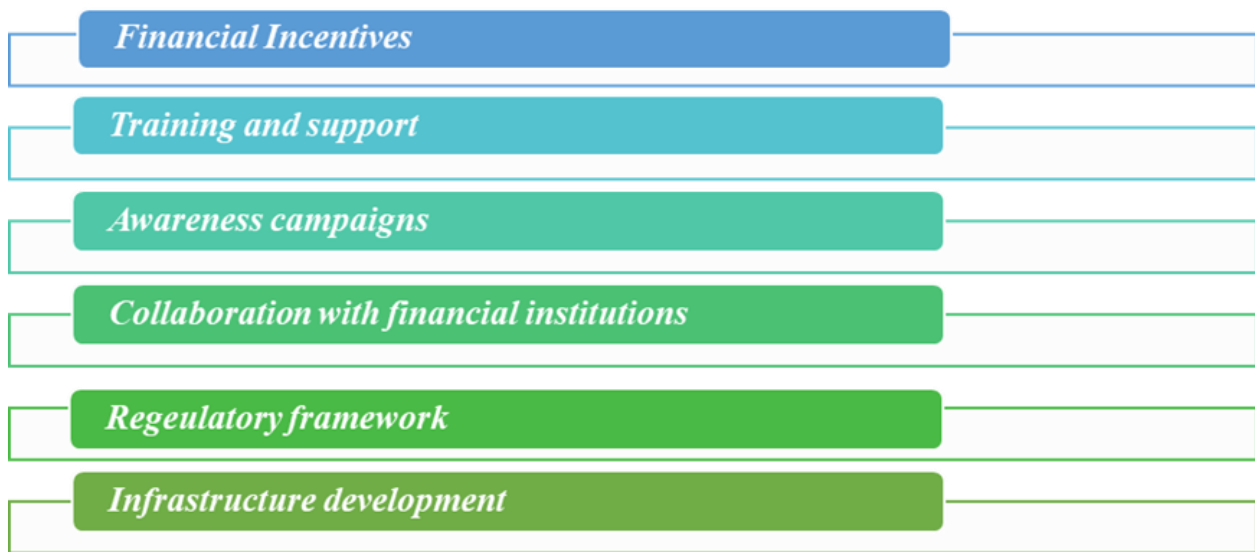 Financial Incentives
Training and support
Awareness campaigns
Collaboration with financial institutions
Regeulatory framework
Infrastructure development